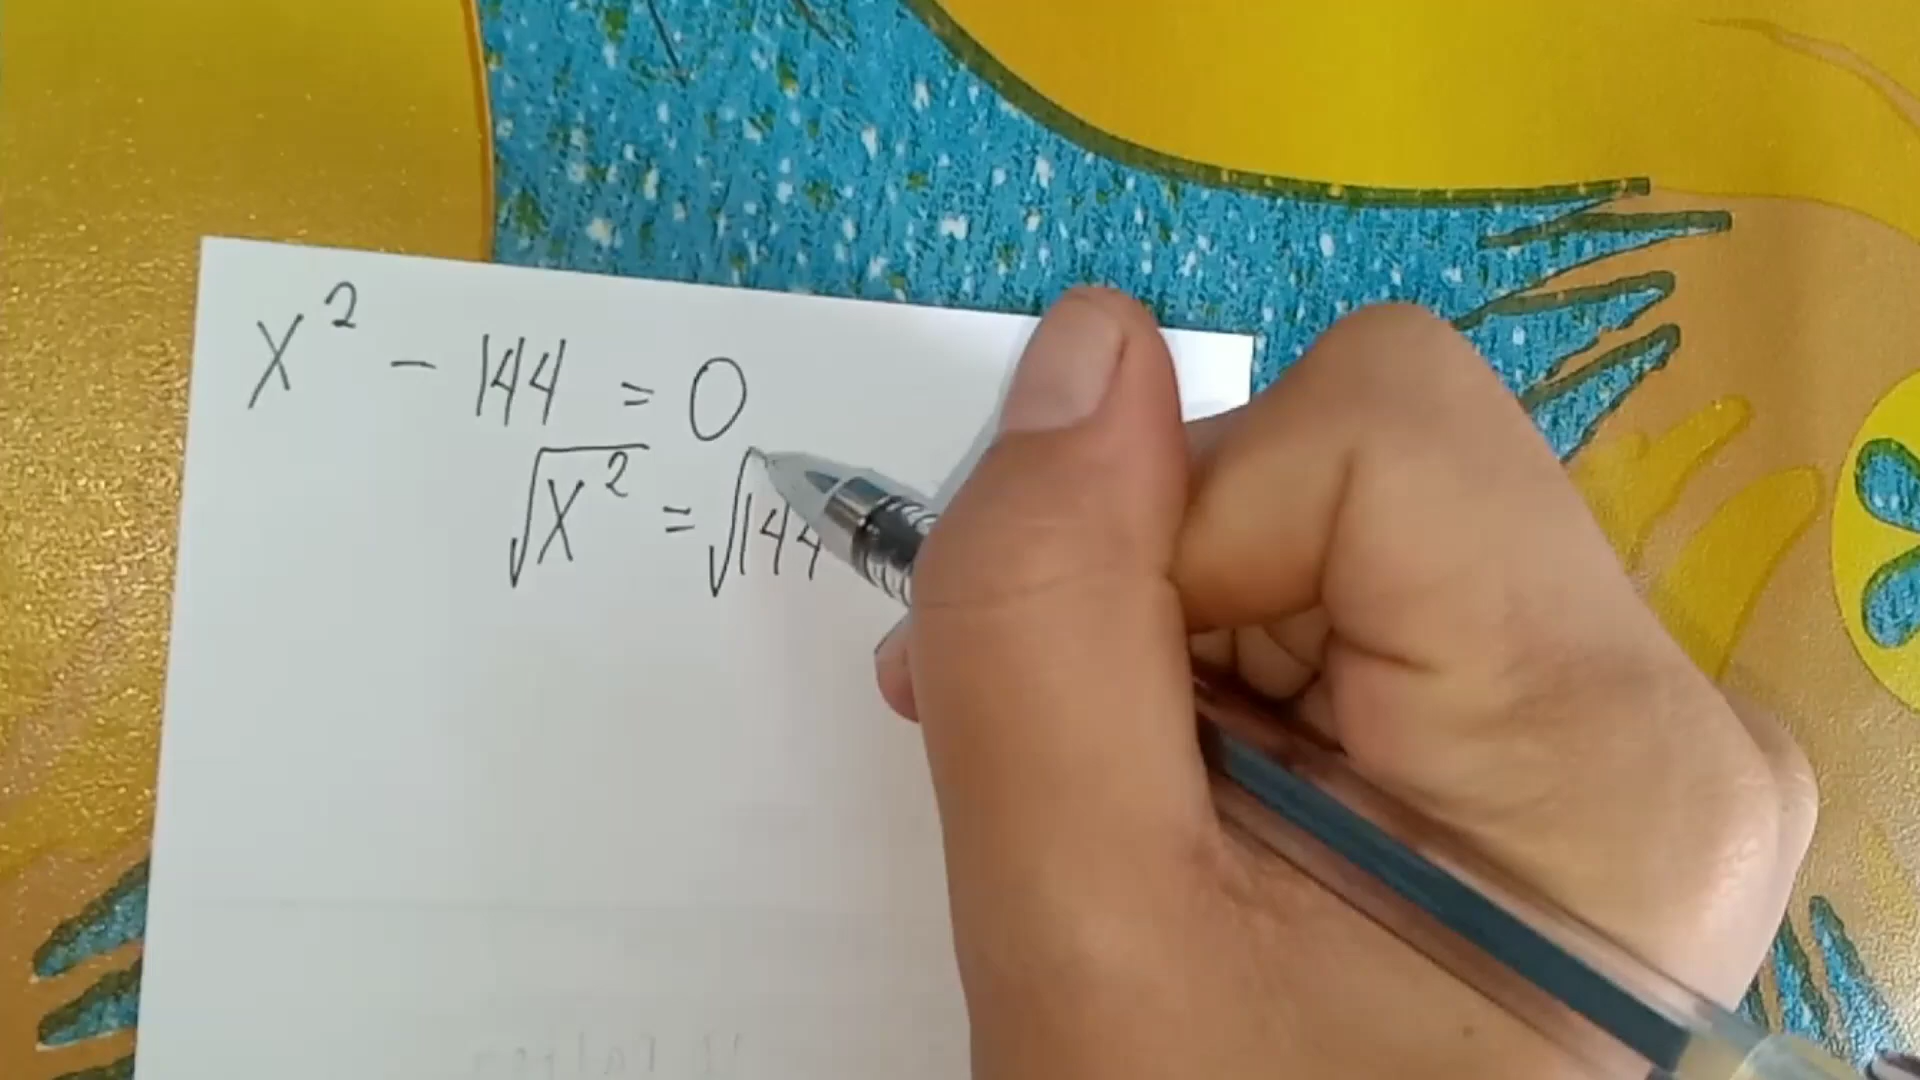 x² - 144 = 0
√x² = √144